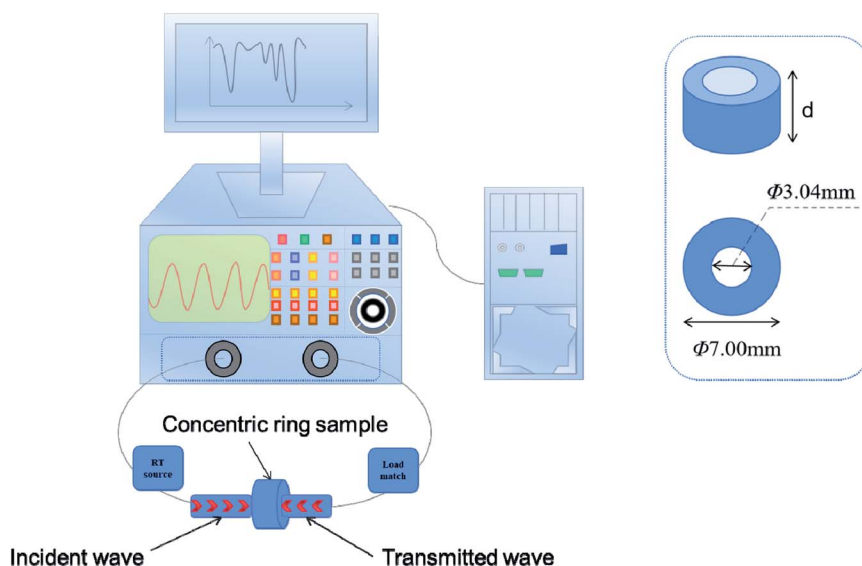 d
Φ3.04mm
Φ7.00mm
Concentric ring sample
RT
source
Load
match
Incident wave
Transmitted wave